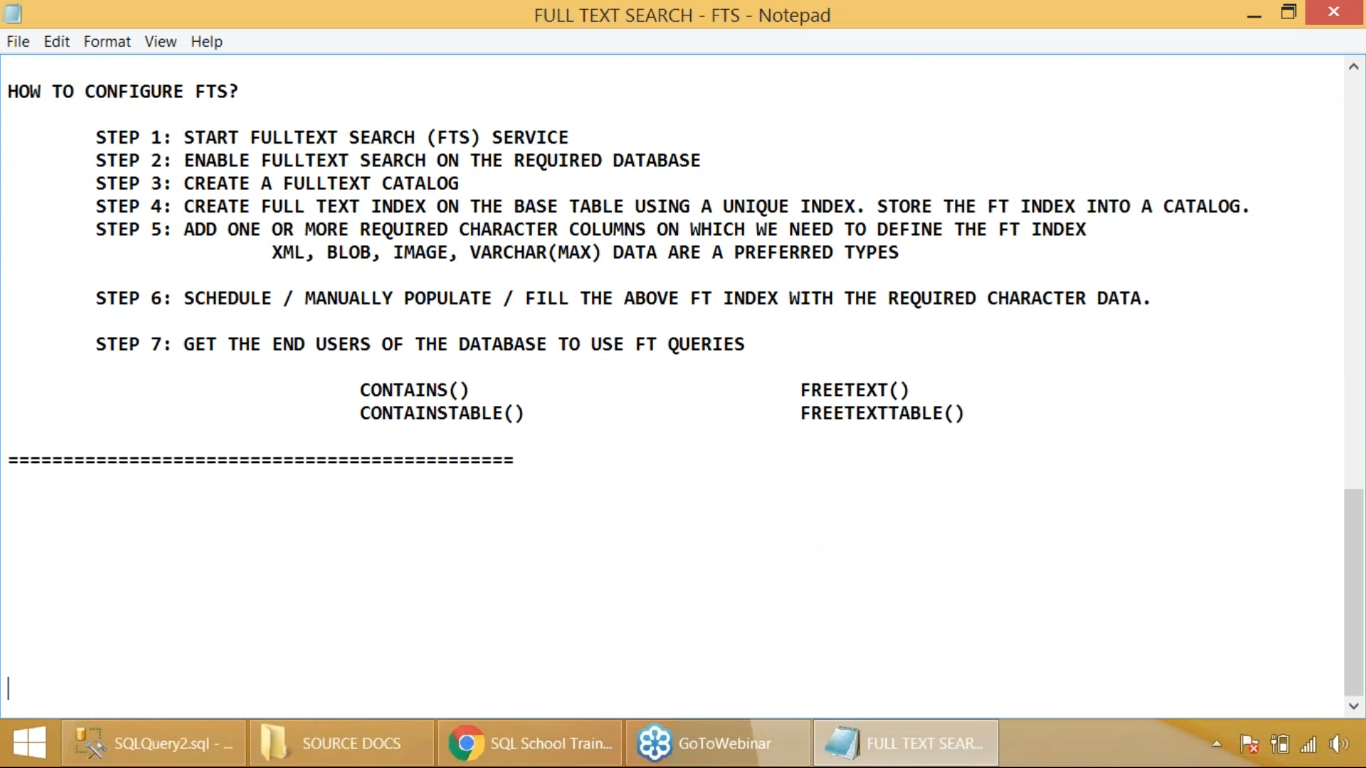 FULL TEXT SEARCH - FTS - Notepad
File Edit Format View Help
HOW TO CONFIGURE FTS?
STEP 1: START FULLTEXT SEARCH (FTS) SERVICE
STEP 2: ENABLE FULLTEXT SEARCH ON THE REQUIRED DATABASE
STEP 3: CREATE A FULLTEXT CATALOG
STEP 4: CREATE FULL TEXT INDEX ON THE BASE TABLE USING A UNIQUE INDEX. STORE THE FT INDEX INTO A CATALOG.
STEP 5: ADD ONE OR MORE REQUIRED CHARACTER COLUMNS ON WHICH WE NEED TO DEFINE THE FT INDEX
XML, BLOB, IMAGE, VARCHAR(MAX) DATA ARE A PREFERRED TYPES
STEP 6: SCHEDULE / MANUALLY POPULATE / FILL THE ABOVE FT INDEX WITH THE REQUIRED CHARACTER DATA.
STEP 7: GET THE END USERS OF THE DATABASE TO USE FT QUERIES
CONTAINS() FREETEXT()
CONTAINSTABLE() FREETEXTTABLE()
==============================================
SQLQuery2.sql - ... SOURCE DOCS SQL School Train... GoToWebinar FULL TEXT SEAR...